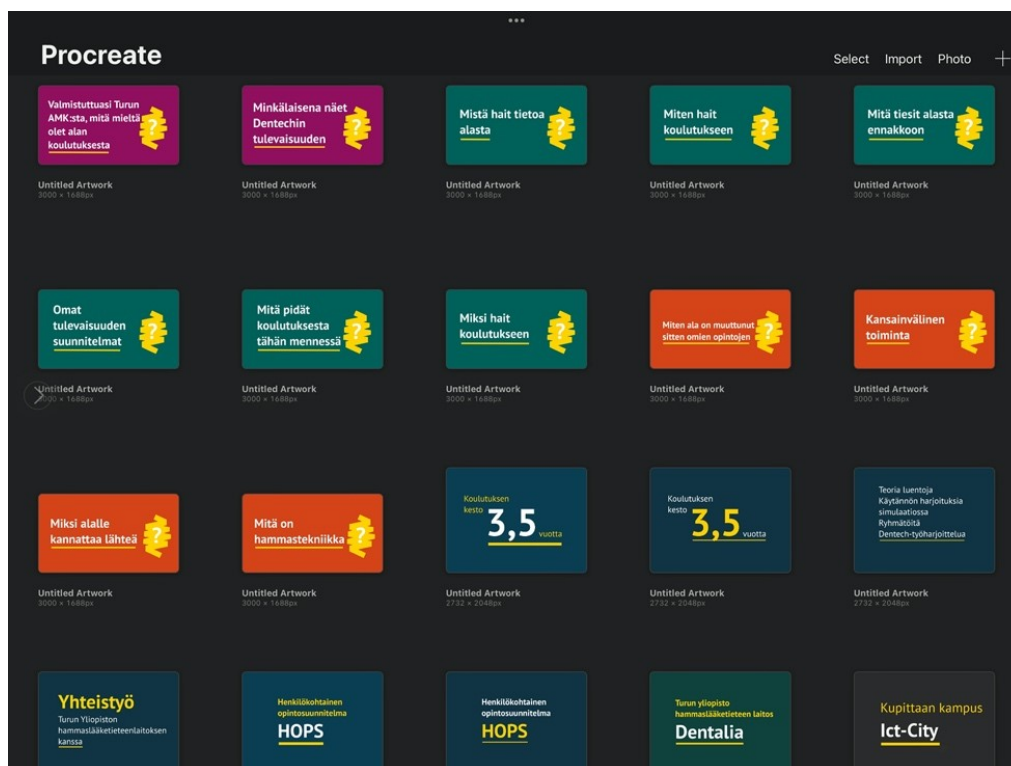 Procreate
Select Import Photo
Valmistuttuasi Turun
AMK:sta, mitä mieltä
olet alan
koulutuksesta
?
Untitled Artwork
3000 × 1688px
Minkälaisena näet
Dentechin
tulevaisuuden
?
Untitled Artwork
3000 × 1688px
Mistä hait tietoa
alasta
?
Untitled Artwork
3000 × 1688px
Miten hait
koulutukseen
?
Untitled Artwork
3000 × 1688px
Mitä tiesit alasta
ennakkoon
?
Untitled Artwork
3000 × 1688px
Omat
tulevaisuuden
suunnitelmat
?
Untitled Artwork
3000 × 1688px
Mitä pidät
koulutuksesta
tähän mennessä
?
Untitled Artwork
3000 × 1688px
Miksi hait
koulutukseen
?
Untitled Artwork
3000 × 1688px
Miten ala on muuttunut
sitten omien opintojen
?
Untitled Artwork
3000 × 1688px
Kansainvälinen
toiminta
?
Untitled Artwork
3000 × 1688px
Miksi alalle
kannattaa lähteä
?
Untitled Artwork
3000 × 1688px
Mitä on
hammastekniikka
?
Untitled Artwork
3000 × 1688px
Koulutuksen
kesto
3,5 vuotta
Untitled Artwork
2732 × 2048px
Koulutuksen
kesto
3,5 vuotta
Untitled Artwork
2732 × 2048px
Teoria luentoja
Käytännön harjoituksia
simulaatiossa
Ryhmätöitä
Dentech-työharjoittelua
Untitled Artwork
2732 × 2048px
Yhteistyö
Turun Yliopiston
hammaslääketieteenlaitoksen
kanssa
Henkilökohtainen
opintosuunnitelma
HOPS
Henkilökohtainen
opintosuunnitelma
HOPS
Turun yliopisto
hammaslääketieteen laitos
Dentalia
Kupittaan kampus
Ict-City